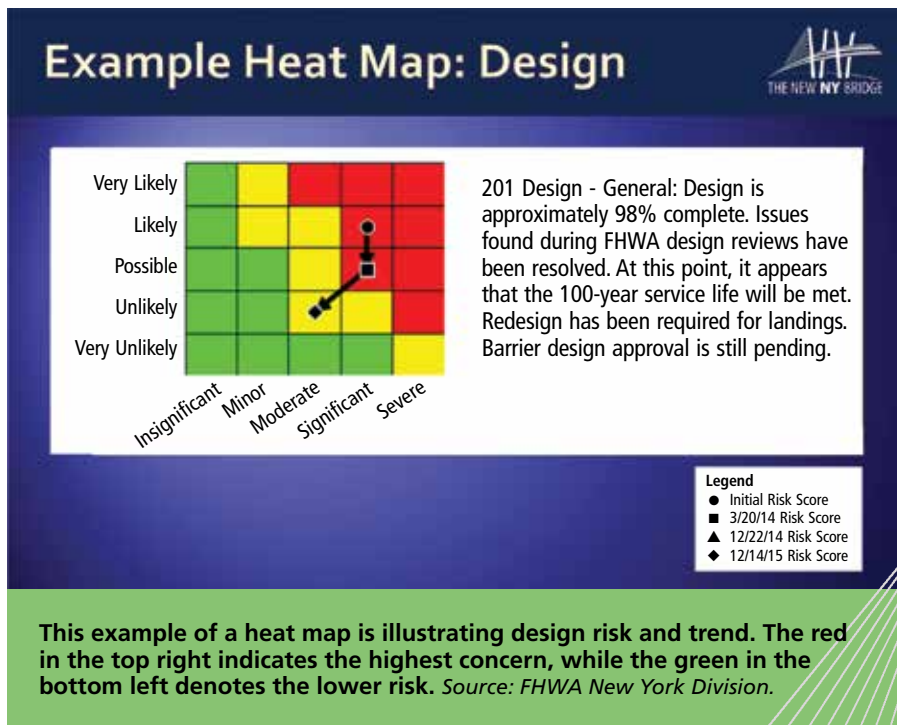 Example Heat Map: Design
THE NEW NY BRIDGE
Very Likely
Likely
Possible
Unlikely
Very Unlikely
Insignificant
Minor
Moderate
Significant
Severe
201 Design - General: Design is
approximately 98% complete. Issues
found during FHWA design reviews have
been resolved. At this point, it appears
that the 100-year service life will be met.
Redesign has been required for landings.
Barrier design approval is still pending.
Legend
Initial Risk Score
3/20/14 Risk Score
12/22/14 Risk Score
12/14/15 Risk Score
This example of a heat map is illustrating design risk and trend. The red
in the top right indicates the highest concern, while the green in the
bottom left denotes the lower risk. Source: FHWA New York Division.